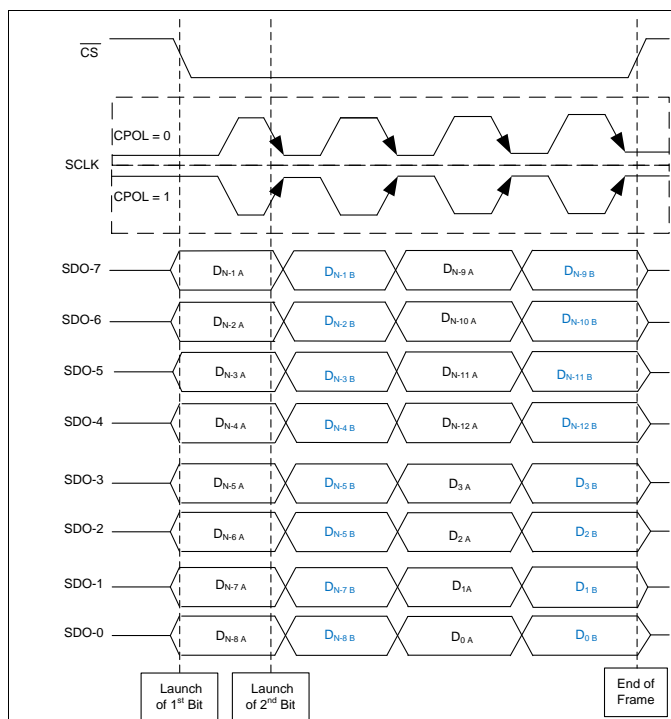 CS
CPOL = 0
SCLK
CPOL = 1
SDO-7 DN-1 A DN-1 B DN-9 A DN-9 B
SDO-6 DN-2 A DN-2 B DN-10 A DN-10 B
SDO-5 DN-3 A DN-3 B DN-11 A DN-11 B
SDO-4 DN-4 A DN-4 B DN-12 A DN-12 B
SDO-3 DN-5 A DN-5 B D3 A D3 B
SDO-2 DN-6 A DN-5 B D2 A D2 B
SDO-1 DN-7 A DN-7 B D1A D1 B
SDO-0 DN-8 A DN-8 B D0 A D0 B
Launch
of 1st Bit
Launch
of 2nd Bit
End of
Frame